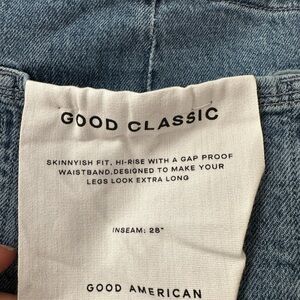 GOOD CLASSIC
SKINNYISH FIT, HI-RISE WITH A GAP PROOF
WAISTBAND.DESIGNED TO MAKE YOUR
LEGS LOOK EXTRA LONG
INSEAM: 28"
GOOD AMERICAN